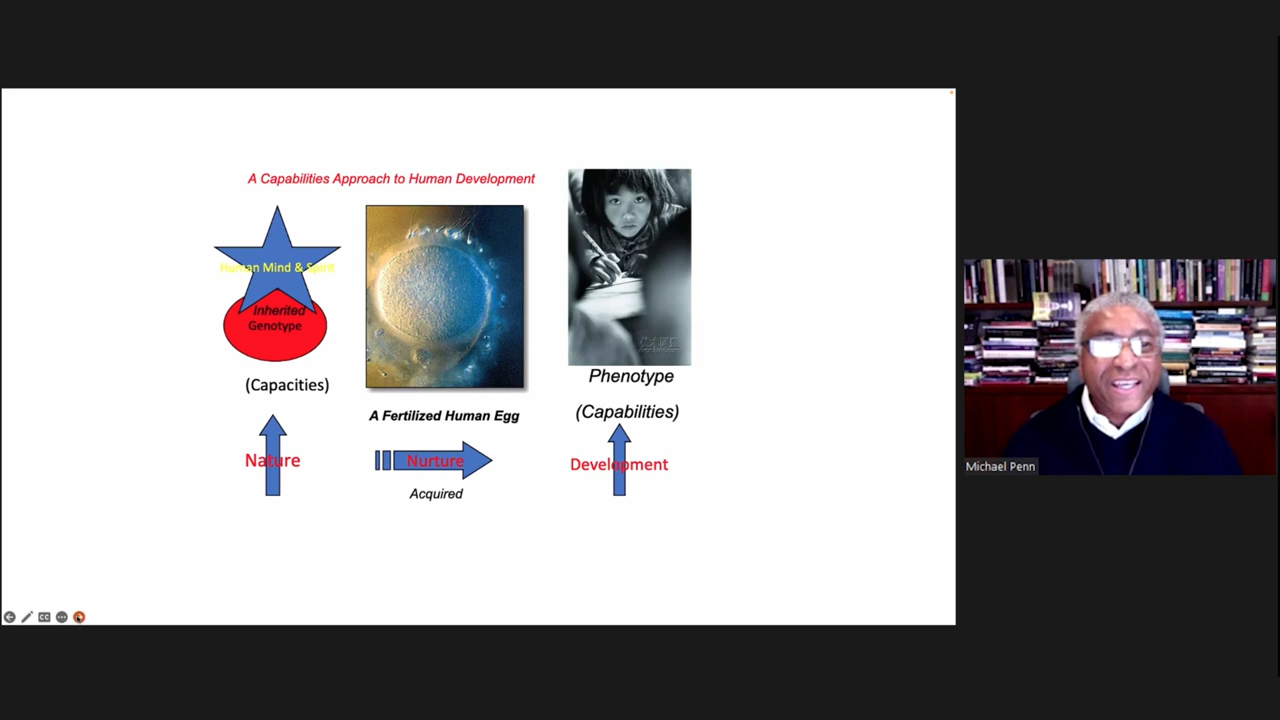 A Capabilities Approach to Human Development
Human Mind & Spirit
Inherited
Genotype
(Capacities)
Nature
A Fertilized Human Egg
Nurture
Acquired
Phenotype
(Capabilities)
Development
CC
Michael Penn